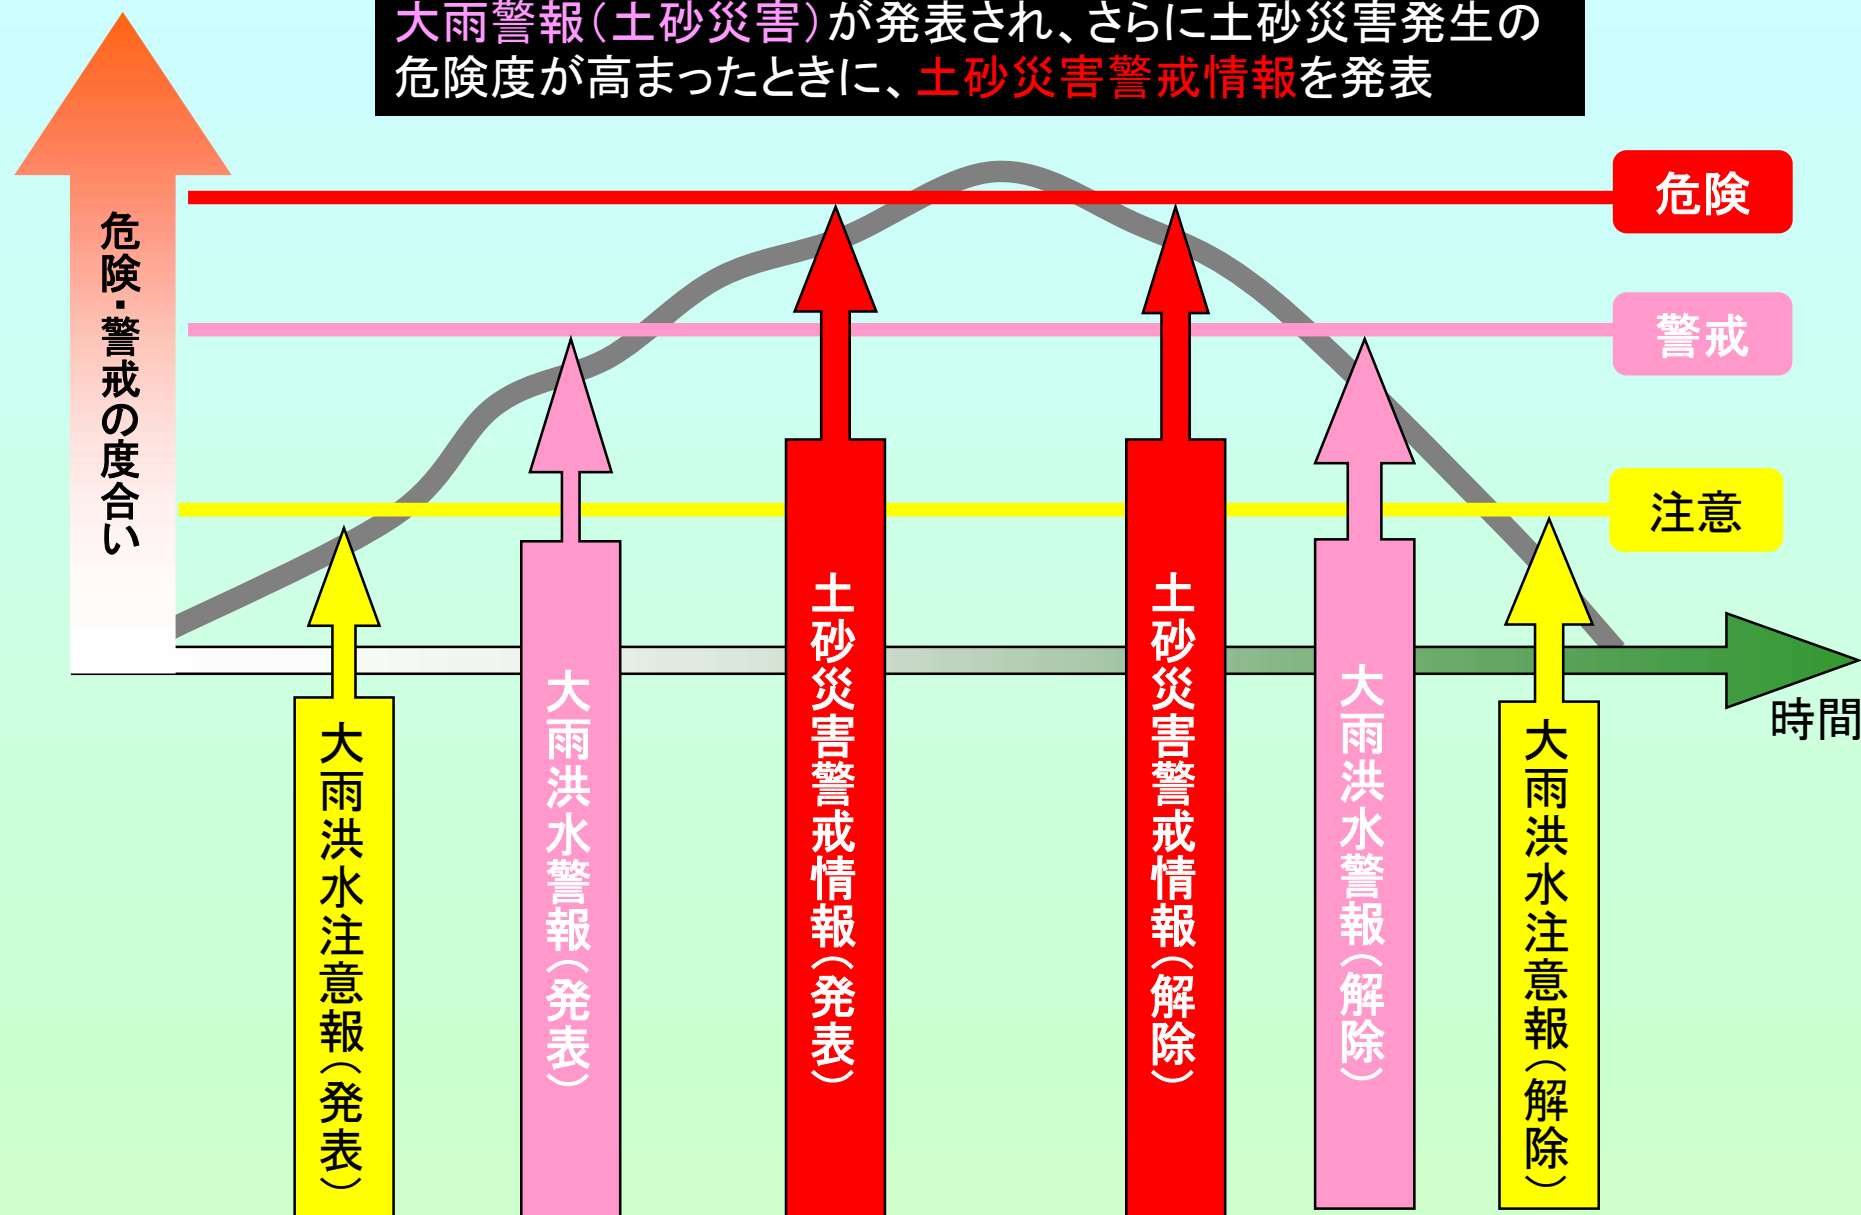 大雨警報（土砂災害）が発表され、さらに土砂災害発生の
危険度が高まったときに、土砂災害警戒情報を発表
危険・警戒の度合い
危険
警戒
注意
時間
大雨洪水注意報（発表）
大雨洪水警報（発表）
土砂災害警戒情報（発表）
土砂災害警戒情報（解除）
大雨洪水警報（解除）
大雨洪水注意報（解除）